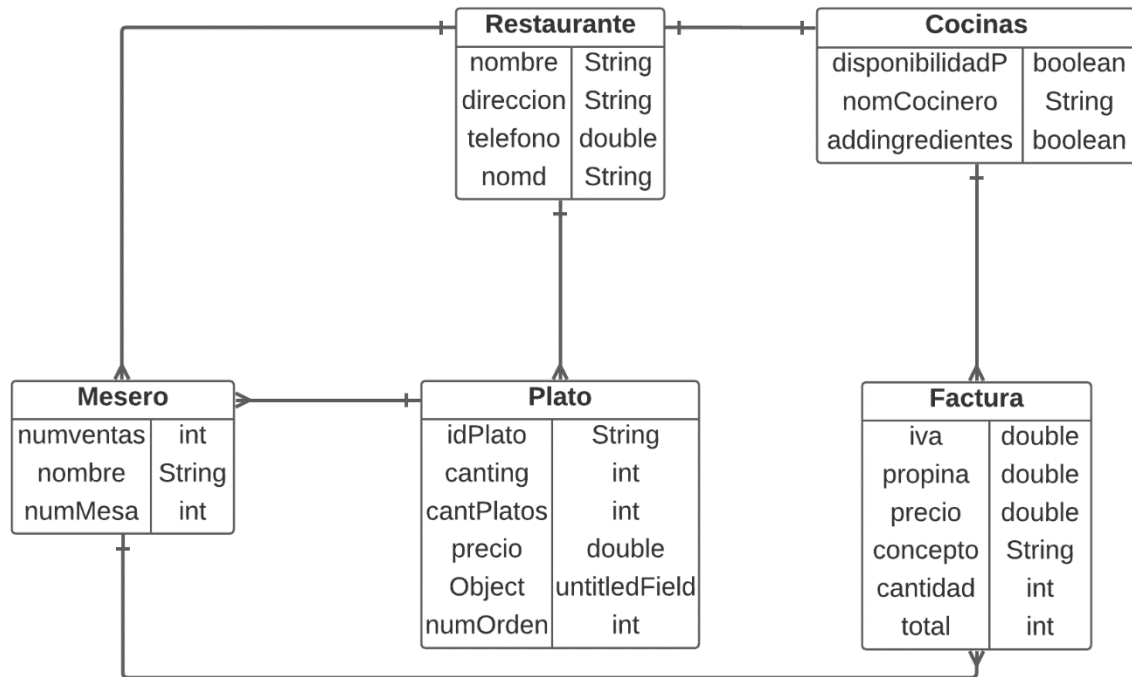 Restaurante
nombre String
direccion String
telefono double
nomd String
Cocinas
disponibilidadP boolean
nomCocinero String
addingredientes boolean
Mesero
numventas int
nombre String
numMesa int
Plato
idPlato String
canting int
cantPlatos int
precio double
Object untitledField
numOrden int
Factura
iva double
propina double
precio double
concepto String
cantidad int
total int